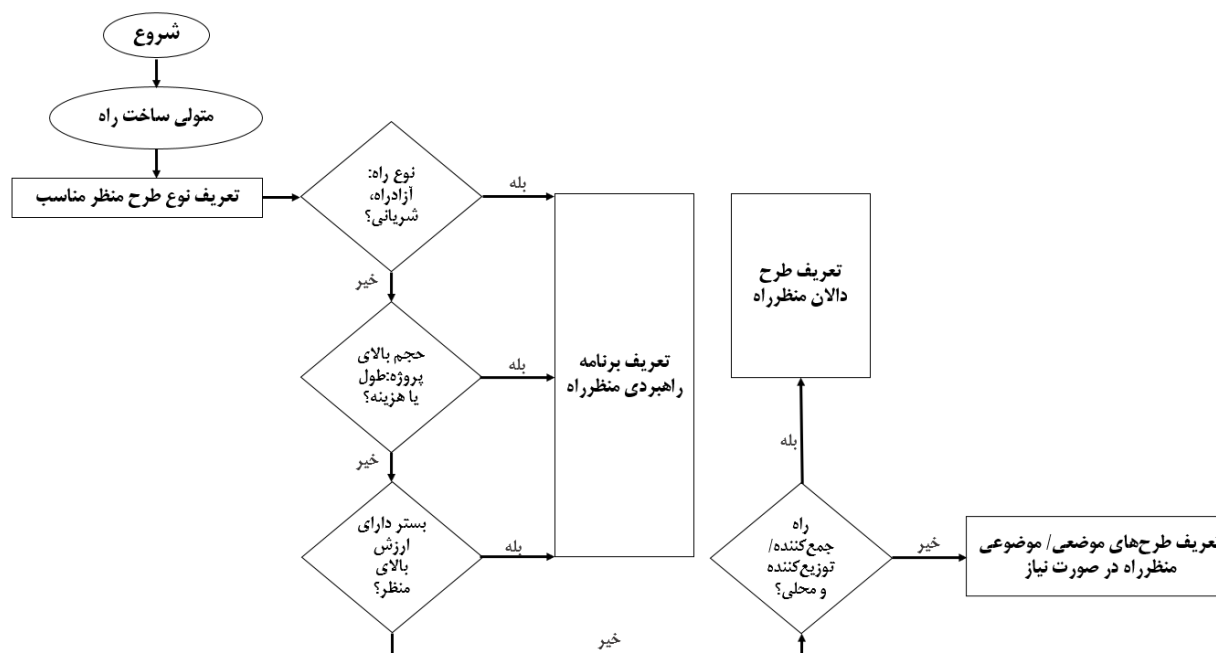 شروع
متولی ساخت راه
تعریف نوع طرح منظر مناسب
نوع راه:
آزادراه،
شریانی؟
بله
خیر
حجم بالای
پروژه:طول
یا هزینه؟
بله
خیر
بستر دارای
ارزش
بالای
منظر؟
بله
خیر
تعریف برنامه
راهبردی منظرراه
راه
جمع‌کننده/
توزیع‌کننده
و محلی؟
بله
تعریف طرح
دالان منظرراه
خیر
تعریف طرح‌های موضعی/ موضوعی
منظرراه در صورت نیاز